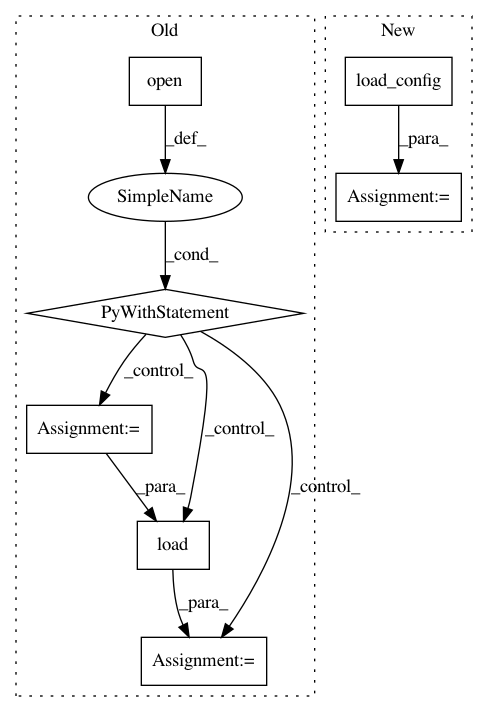 Old
New
open
load_config
_def_
_para_
SimpleName
Assignment:=
_cond_
PyWithStatement
_control_
Assignment:=
_control_
_control_
_para_
load
_para_
Assignment:=